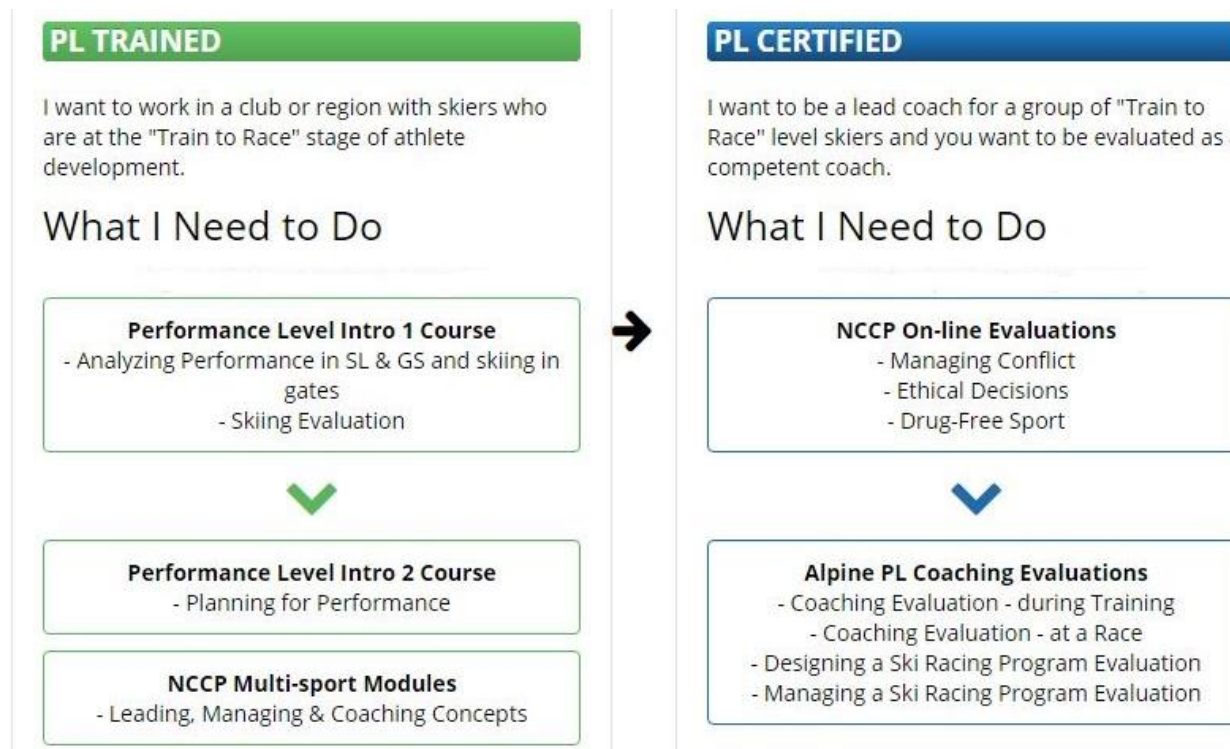 PL TRAINED
I want to work in a club or region with skiers who
are at the "Train to Race" stage of athlete
development.
What I Need to Do
Performance Level Intro 1 Course
- Analyzing Performance in SL & GS and skiing in
gates
- Skiing Evaluation
Performance Level Intro 2 Course
- Planning for Performance
NCCP Multi-sport Modules
- Leading, Managing & Coaching Concepts
PL CERTIFIED
I want to be a lead coach for a group of "Train to
Race" level skiers and you want to be evaluated as
competent coach.
What I Need to Do
NCCP On-line Evaluations
- Managing Conflict
- Ethical Decisions
- Drug-Free Sport
Alpine PL Coaching Evaluations
- Coaching Evaluation - during Training
- Coaching Evaluation - at a Race
- Designing a Ski Racing Program Evaluation
- Managing a Ski Racing Program Evaluation